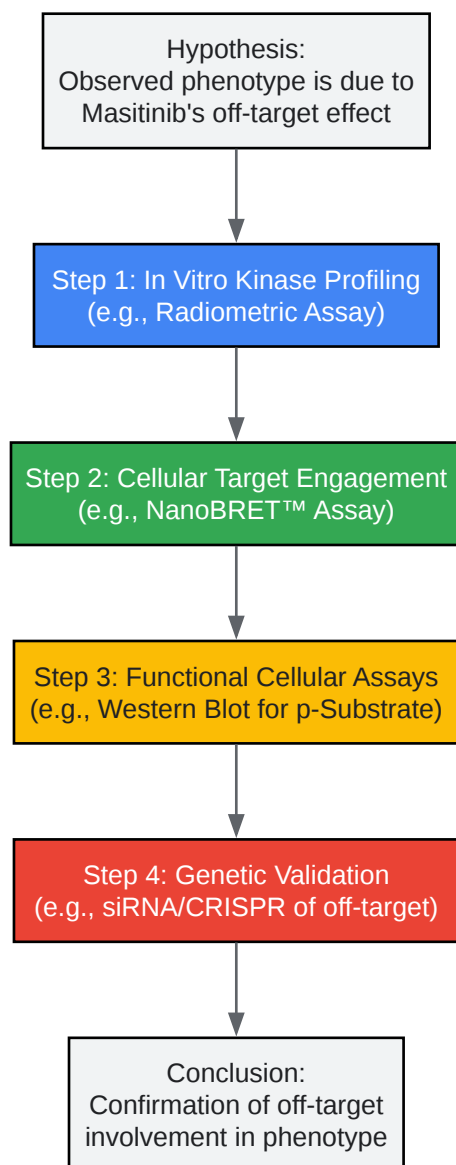 Hypothesis:
Observed phenotype is due to
Masitinib's off-target effect
Step 1: In Vitro Kinase Profiling
(e.g., Radiometric Assay)
Step 2: Cellular Target Engagement
(e.g., NanoBRET™ Assay)
Step 3: Functional Cellular Assays
(e.g., Western Blot for p-Substrate)
Step 4: Genetic Validation
(e.g., siRNA/CRISPR of off-target)
Conclusion:
Confirmation of off-target
involvement in phenotype